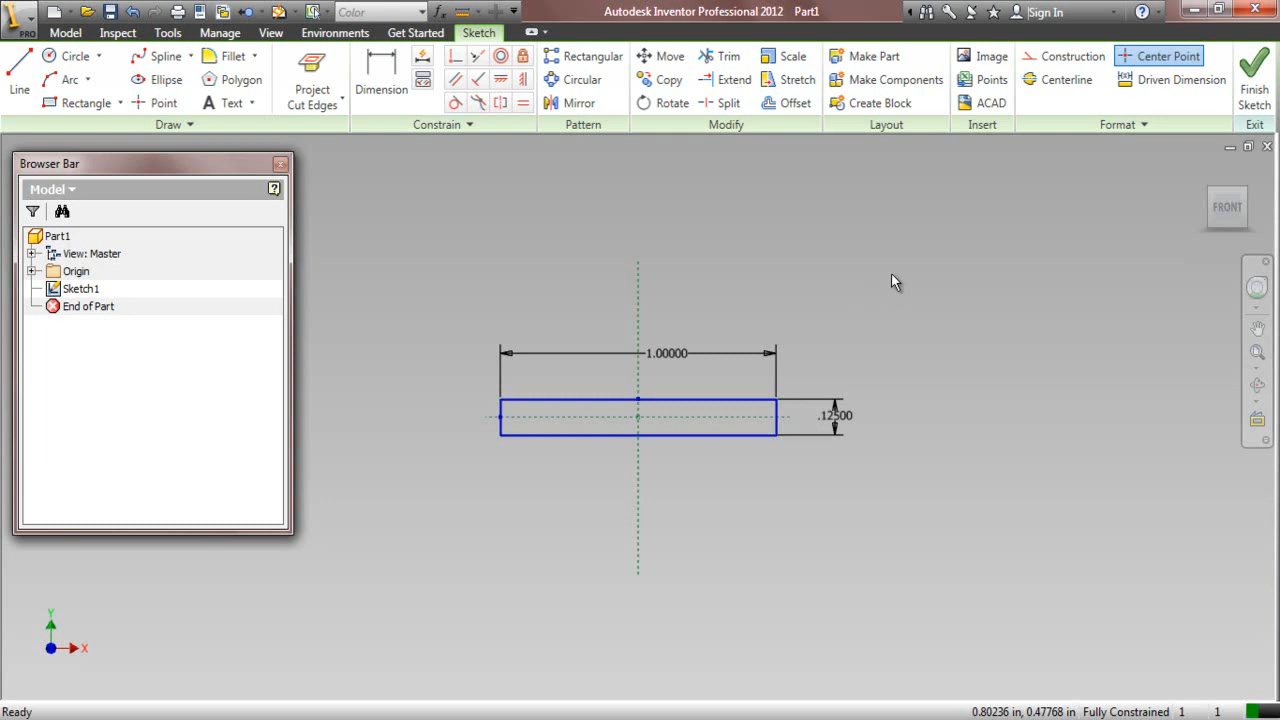 PRO
Color
Autodesk Inventor Professional 2012 Part1
Sign In
Model Inspect Tools Manage View Environments Get Started Sketch
Line
Circle
Arc
Rectangle
Spline
Ellipse
Point
Fillet
Polygon
Text
Project
Cut Edges
Draw
Dimension
Constrain
Rectangular
Circular
Mirror
Pattern
Move
Copy
Rotate
Trim
Extend
Split
Scale
Stretch
Offset
Modify
Make Part
Make Components
Create Block
Layout
Image
Points
ACAD
Insert
Construction
Centerline
Center Point
Driven Dimension
Format
Finish
Sketch
Exit
Browser Bar
Model
Part1
View: Master
Origin
Sketch1
End of Part
FRONT
1.00000
.12500
Y
X
Ready
0.80236 in, 0.47768 in Fully Constrained 1 1